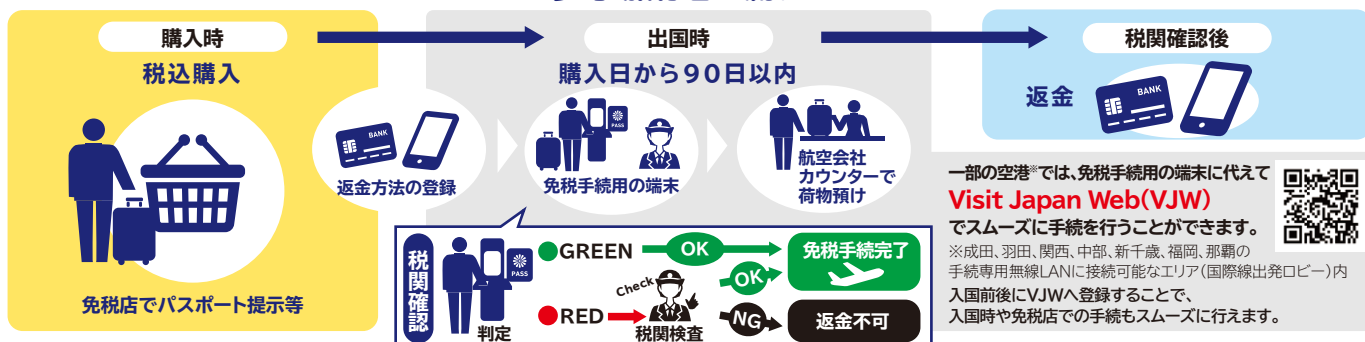 購入時
税込購入
免税店でパスポート提示等
BANK
返金方法の登録
出国時
購入日から90日以内
PASS
免税手続用の端末
航空会社
カウンターで
荷物預け
税関確認
PASS
判定
GREEN
OK
免税手続完了
RED
Check
税関検査
OK
NG
返金不可
税関確認後
返金
BANK
一部の空港※では、免税手続用の端末に代えて
Visit Japan Web(VJW)
でスムーズに手続を行うことができます。
※成田、羽田、関西、中部、新千歳、福岡、那覇の
手続専用無線LANに接続可能なエリア(国際線出発ロビー)内
入国前後にVJWへ登録することで、
入国時や免税店での手続もスムーズに行えます。